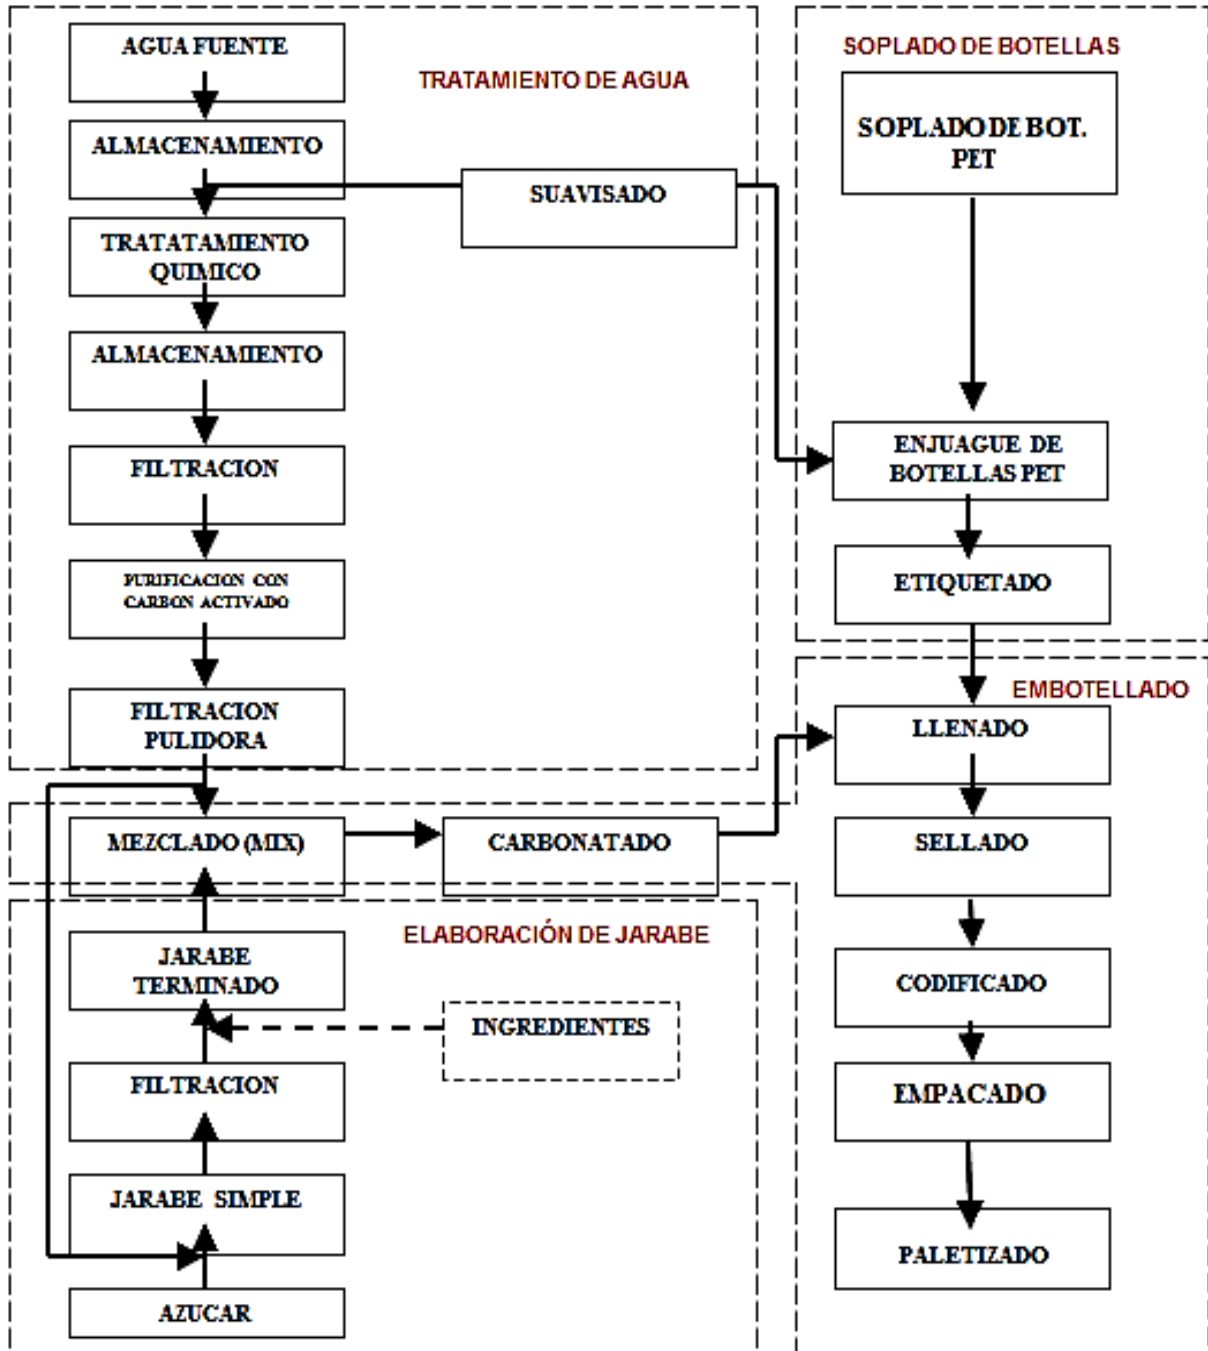 TRATAMIENTO DE AGUA
AGUA FUENTE
ALMACENAMIENTO
SUAVISADO
TRATATAMIENTO
QUIMICO
ALMACENAMIENTO
FILTRACION
PURIFICACION CON
CARBON ACTIVADO
FILTRACION
PULIDORA
SOPLADO DE BOTELLAS
SOPLADO DE BOT.
PET
ENJUAGUE DE
BOTELLAS PET
ETIQUETADO
EMBOTELLADO
MEZCLADO (MIX)
CARBONATADO
LLENADO
SELLADO
CODIFICADO
EMPACADO
PALETIZADO
ELABORACIÓN DE JARABE
JARABE
TERMINADO
INGREDIENTES
FILTRACION
JARABE SIMPLE
AZUCAR